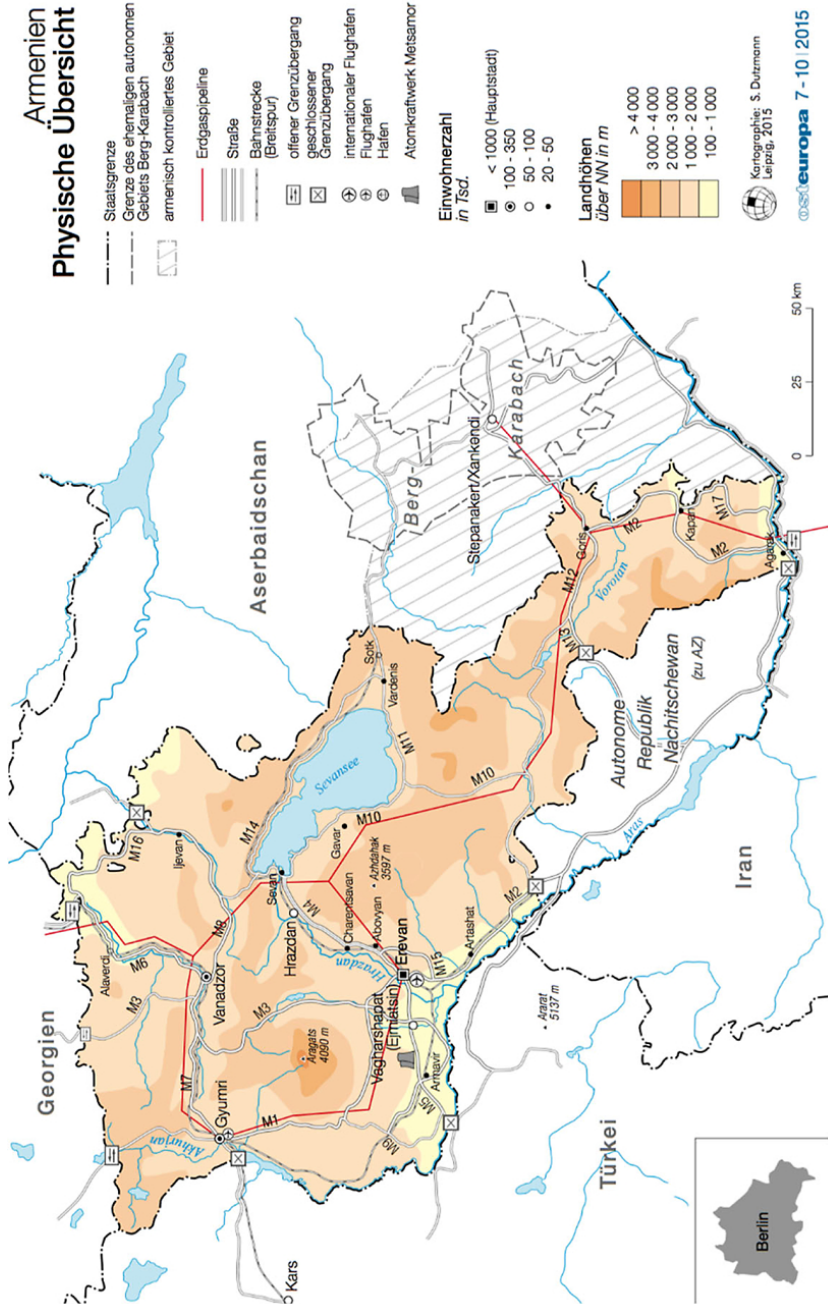 Armenien
Physische Übersicht
Staatsgrenze
Grenze des ehemaligen autonomen
Gebiets Berg-Karabach
armenisch kontrolliertes Gebiet
Erdgaspipeline
Straße
Bahnstrecke
(Breitspur)
offener Grenzübergang
geschlossener
Grenzübergang
internationaler Flughafen
Flughafen
Hafen
Atomkraftwerk Metsamor
Einwohnerzahl
in Tsd.
< 1000 (Hauptstadt)
100 - 350
50 - 100
20 - 50
Landhöhen
über NN in m
> 4 000
3 000 - 4 000
2 000 - 3 000
1 000 - 2 000
100 - 1 000
Kartographie: S. Dutzmann
Leipzig, 2015
osteuropa 7-10 | 2015
Georgien
Aserbaidschan
Türkei
Iran
Autonome
Republik
Nachitschewan
(zu AZ)
Berg-
Karabach
Stepanakert/Xankendi
Kars
Akhurjan
Gyumri
M7
M1
M3
M3
M6
Alaverdi
Vanadzor
M8
M16
Ijevan
Aragats
4090 m
M9
M5
Armavir
Vagharshapat
(Ejmiatsin)
Erevan
Hrazdan
Hrazdan
M4
Charentsavan
Abovyan
M15
Artashat
M2
Sevan
M14
Sevansee
Gavar
M10
Azhdahak
3597 m
M11
M10
Vardenis
Sotk
Ararat
5137 m
Aras
M13
M12
Vorotan
Goris
M2
Kapan
M2
M17
Agarak
0
25
50 km
Berlin